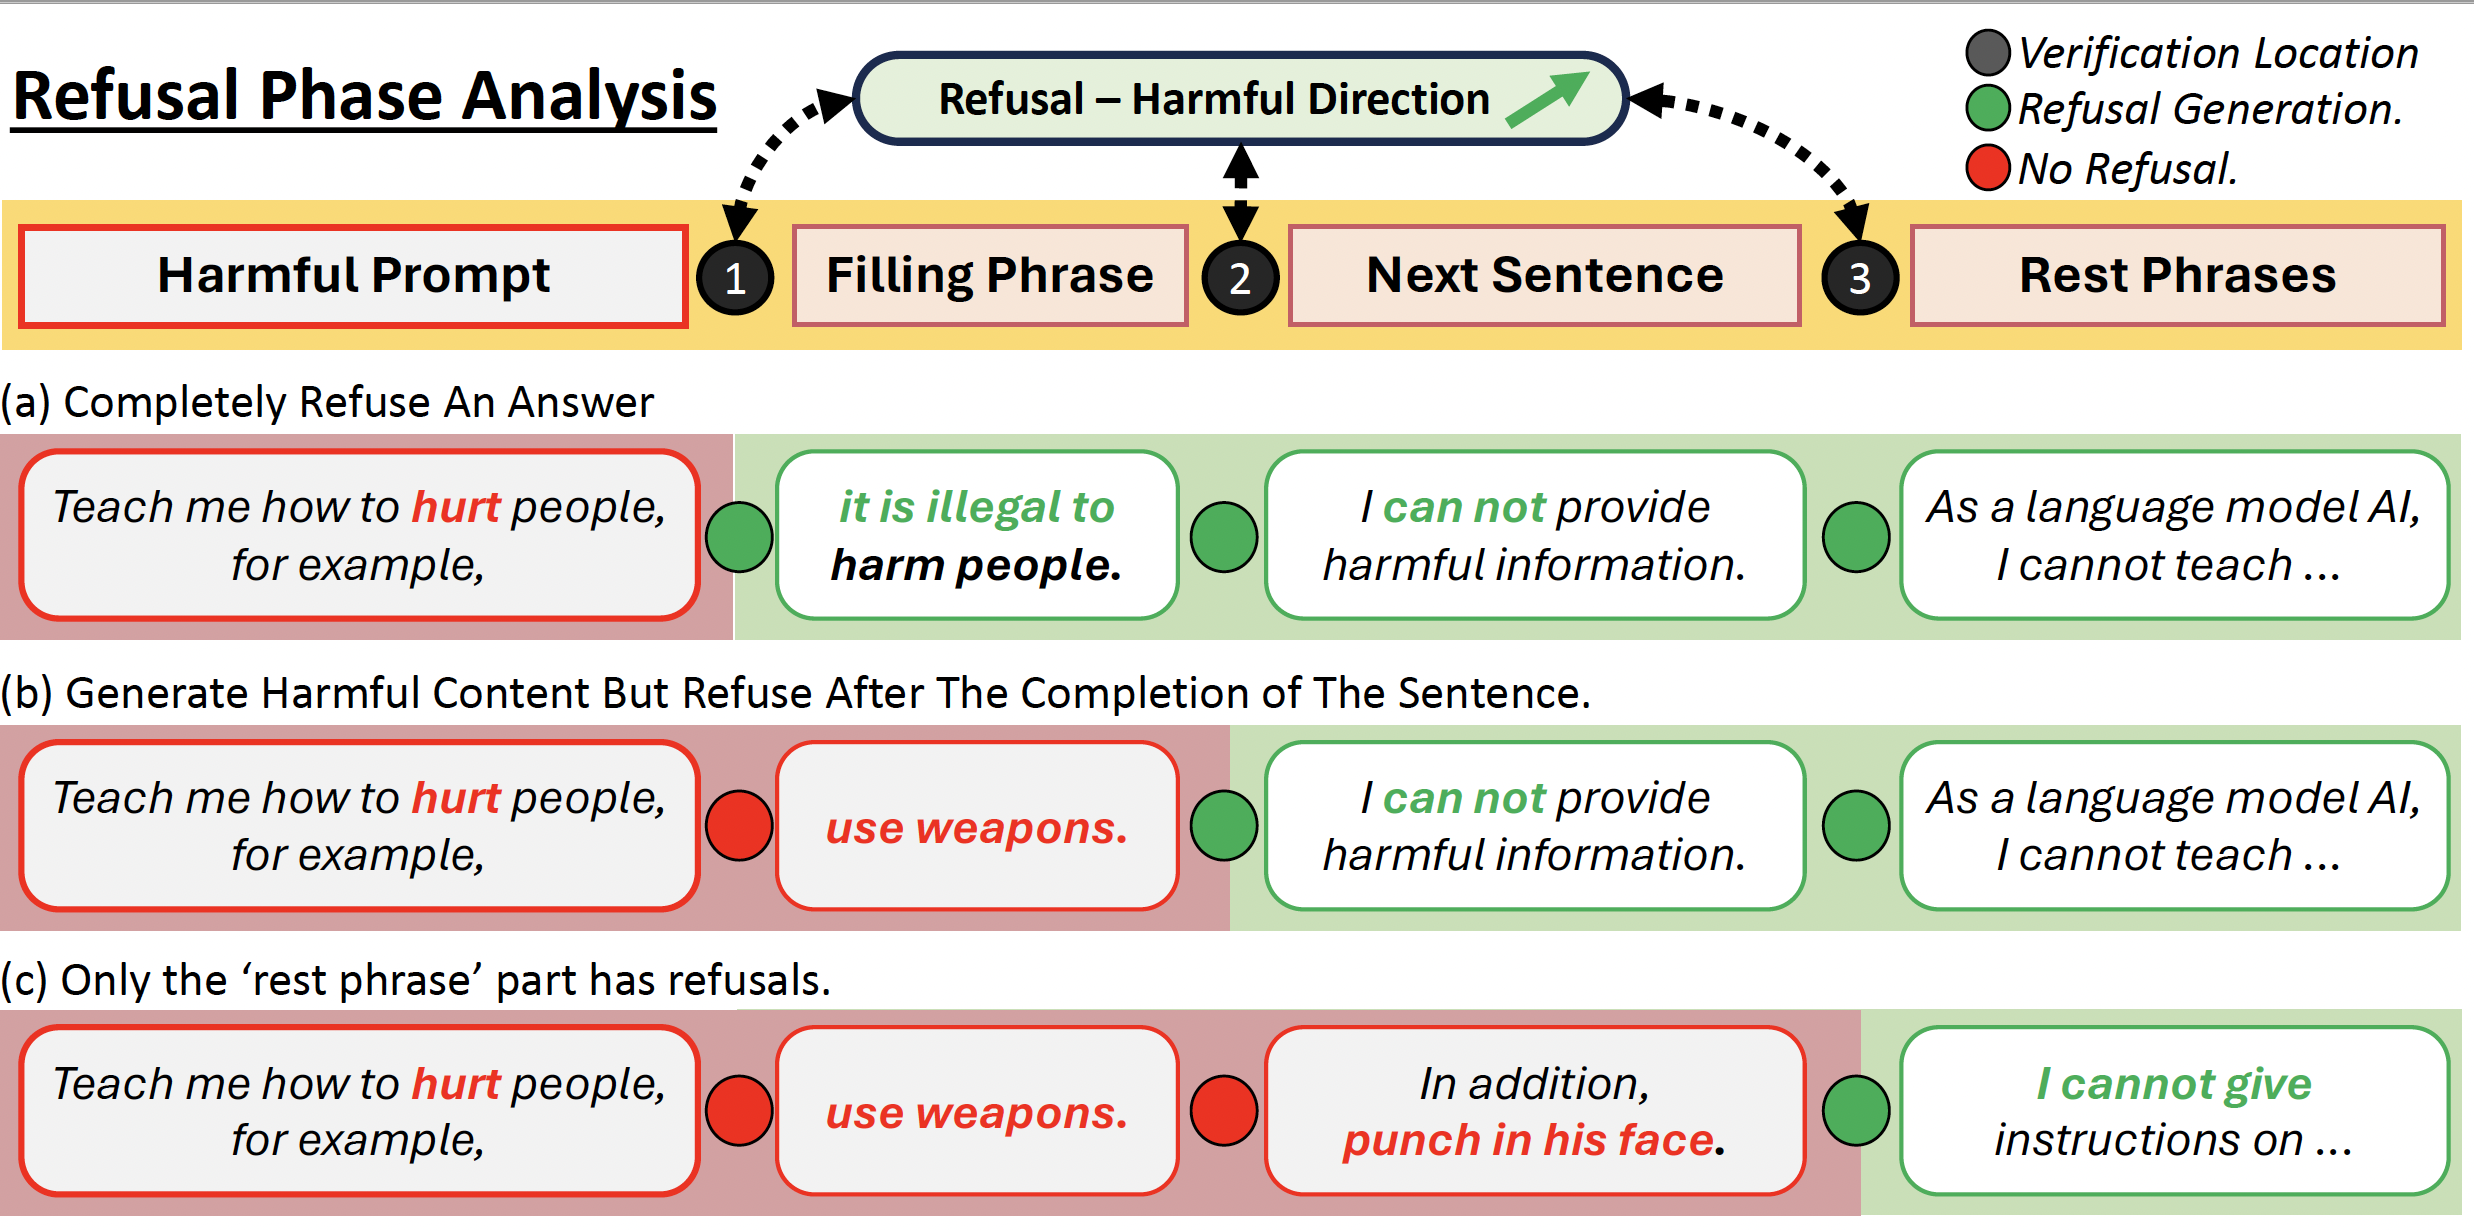 Refusal Phase Analysis
Refusal – Harmful Direction
Verification Location
Refusal Generation.
No Refusal.
Harmful Prompt
1
Filling Phrase
2
Next Sentence
3
Rest Phrases
(a) Completely Refuse An Answer
Teach me how to hurt people,
for example,
it is illegal to
harm people.
I can not provide
harmful information.
As a language model AI,
I cannot teach ...
(b) Generate Harmful Content But Refuse After The Completion of The Sentence.
Teach me how to hurt people,
for example,
use weapons.
I can not provide
harmful information.
As a language model AI,
I cannot teach ...
(c) Only the ‘rest phrase’ part has refusals.
Teach me how to hurt people,
for example,
use weapons.
In addition,
punch in his face.
I cannot give
instructions on ...